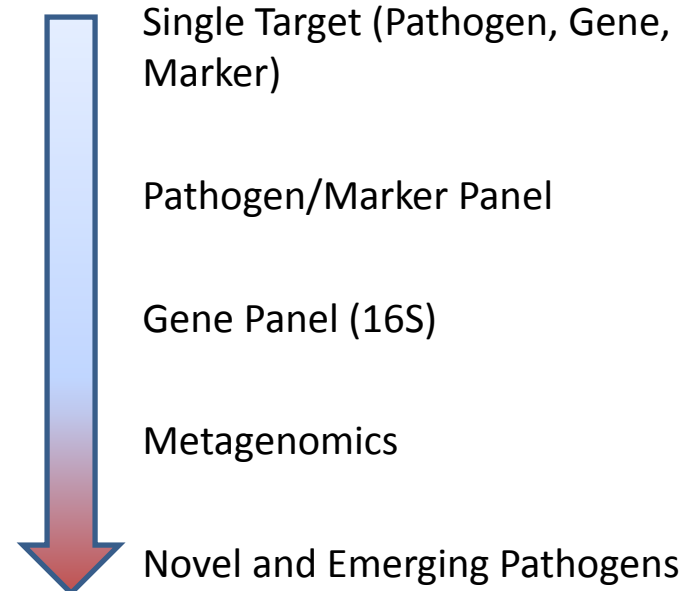 Single Target (Pathogen, Gene,
Marker)
Pathogen/Marker Panel
Gene Panel (16S)
Metagenomics
Novel and Emerging Pathogens